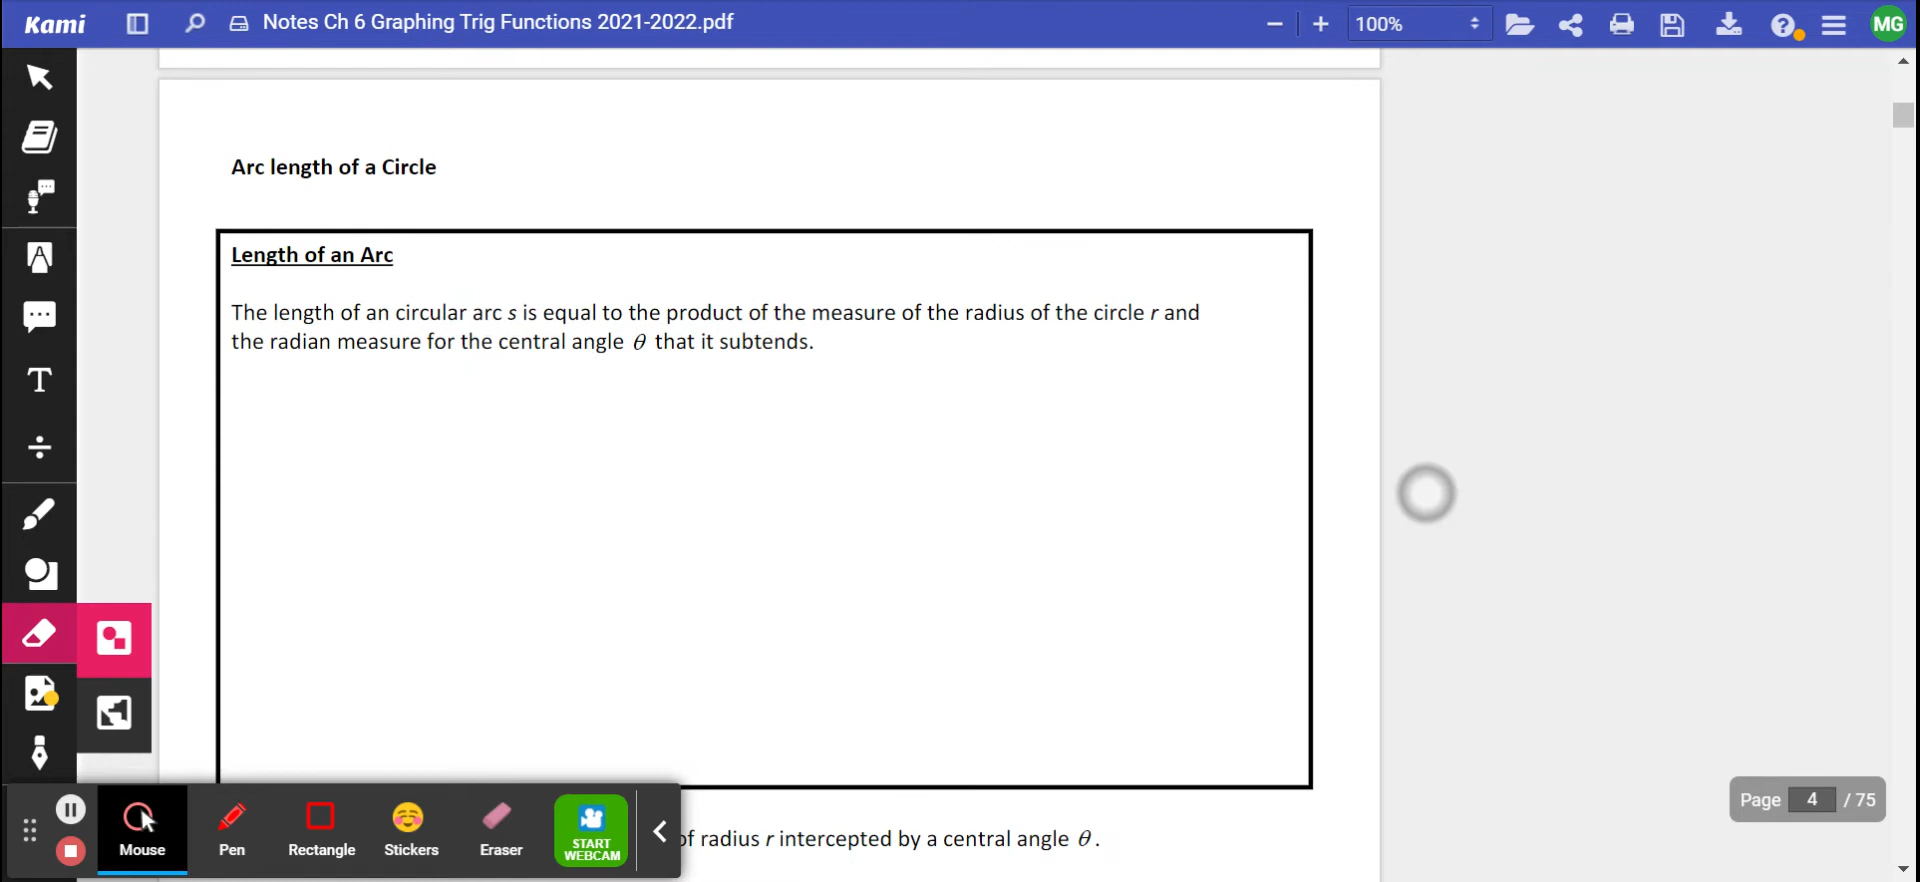 Kami
Notes Ch 6 Graphing Trig Functions 2021-2022.pdf
100%
MG
Arc length of a Circle
Length of an Arc
The length of an circular arc s is equal to the product of the measure of the radius of the circle r and
the radian measure for the central angle θ that it subtends.
of radius r intercepted by a central angle θ.
Page 4 / 75
Mouse
Pen
Rectangle
Stickers
Eraser
START
WEBCAM